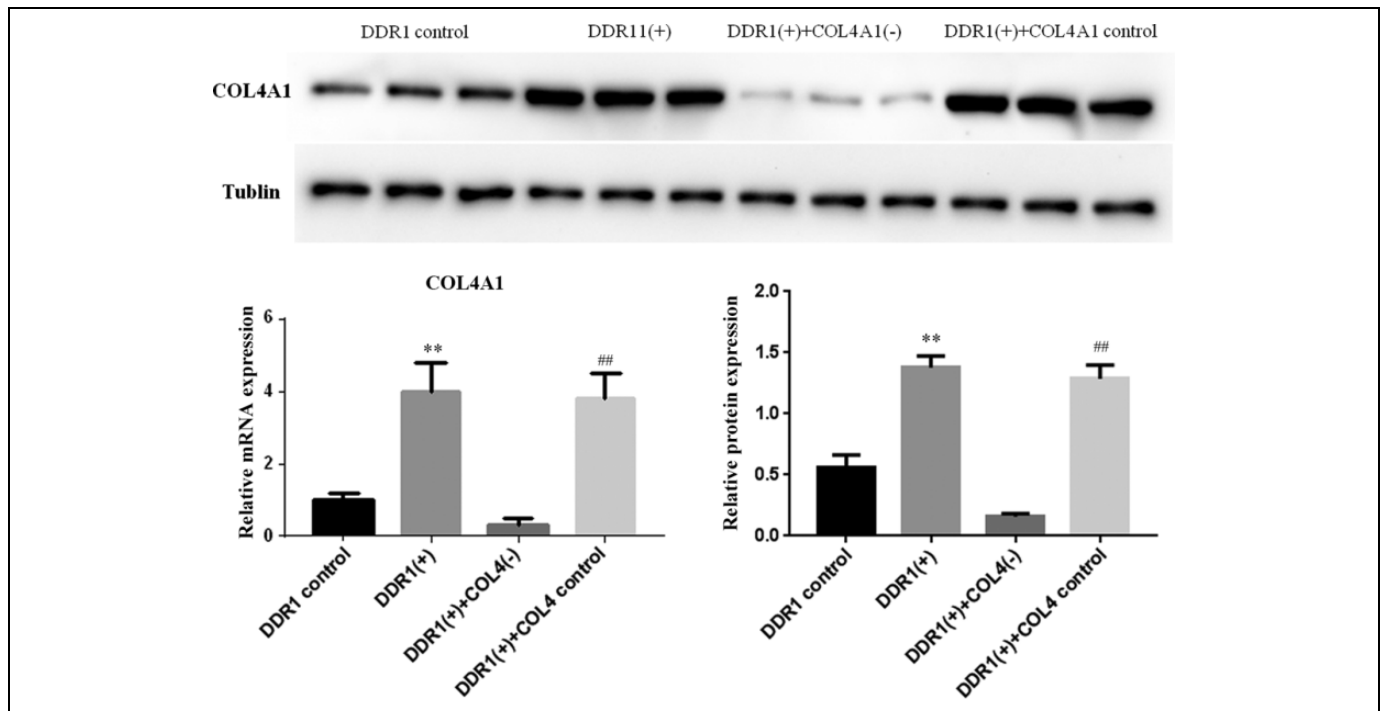 DDR1 control DDR11(+) DDR1(+)+COL4A1(-) DDR1(+)+COL4A1 control
COL4A1
Tublin
COL4A1
Relative mRNA expression
6
4
2
0
**
##
DDR1 control
DDR1(+)
DDR1(+)+COL4(-)
DDR1(+)+COL4 control
Relative protein expression
2.0
1.5
1.0
0.5
0.0
**
##
DDR1 control
DDR1(+)
DDR1(+)+COL4(-)
DDR1(+)+COL4 control